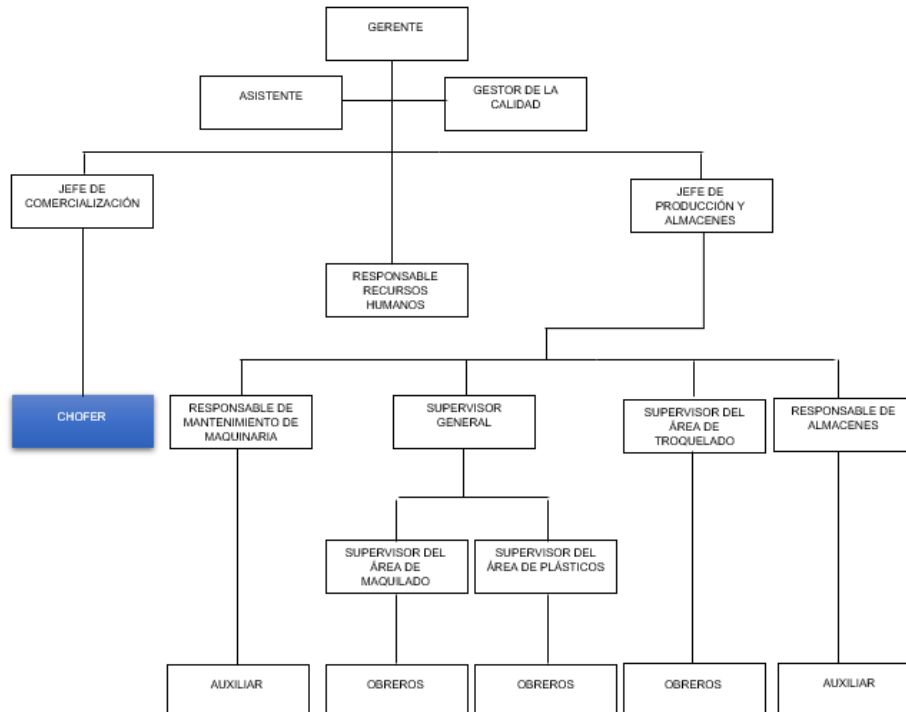 GERENTE
ASISTENTE
GESTOR DE LA
CALIDAD
JEFE DE
COMERCIALIZACIÓN
JEFE DE
PRODUCCIÓN Y
ALMACENES
RESPONSABLE
RECURSOS
HUMANOS
CHOFER
RESPONSABLE DE
MANTENIMIENTO DE
MAQUINARIA
SUPERVISOR
GENERAL
SUPERVISOR DEL
ÁREA DE
TROQUELADO
RESPONSABLE DE
ALMACENES
SUPERVISOR DEL
ÁREA DE
MAQUILADO
SUPERVISOR DEL
ÁREA DE PLÁSTICOS
AUXILIAR
OBREROS
OBREROS
OBREROS
AUXILIAR